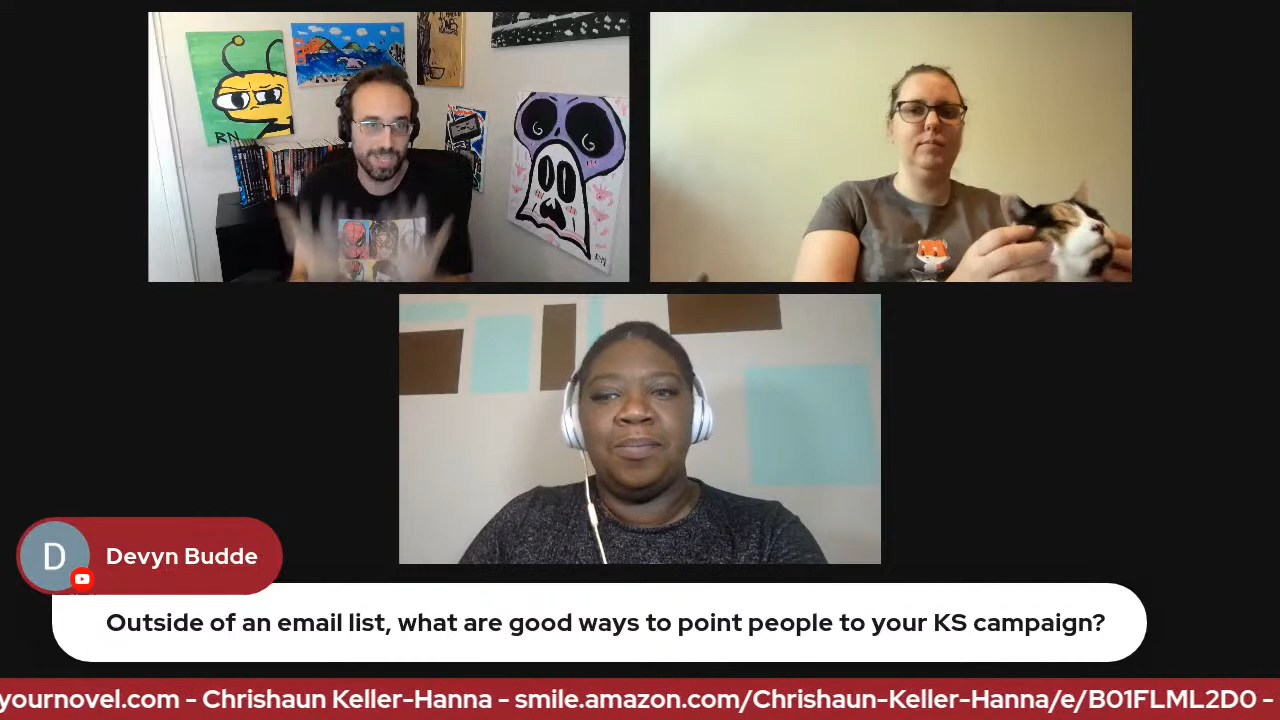 RN
D
Devyn Budde
Outside of an email list, what are good ways to point people to your KS campaign?
yournovel.com - Chrishaun Keller-Hanna - smile.amazon.com/Chrishaun-Keller-Hanna/e/B01FLML2D0 -